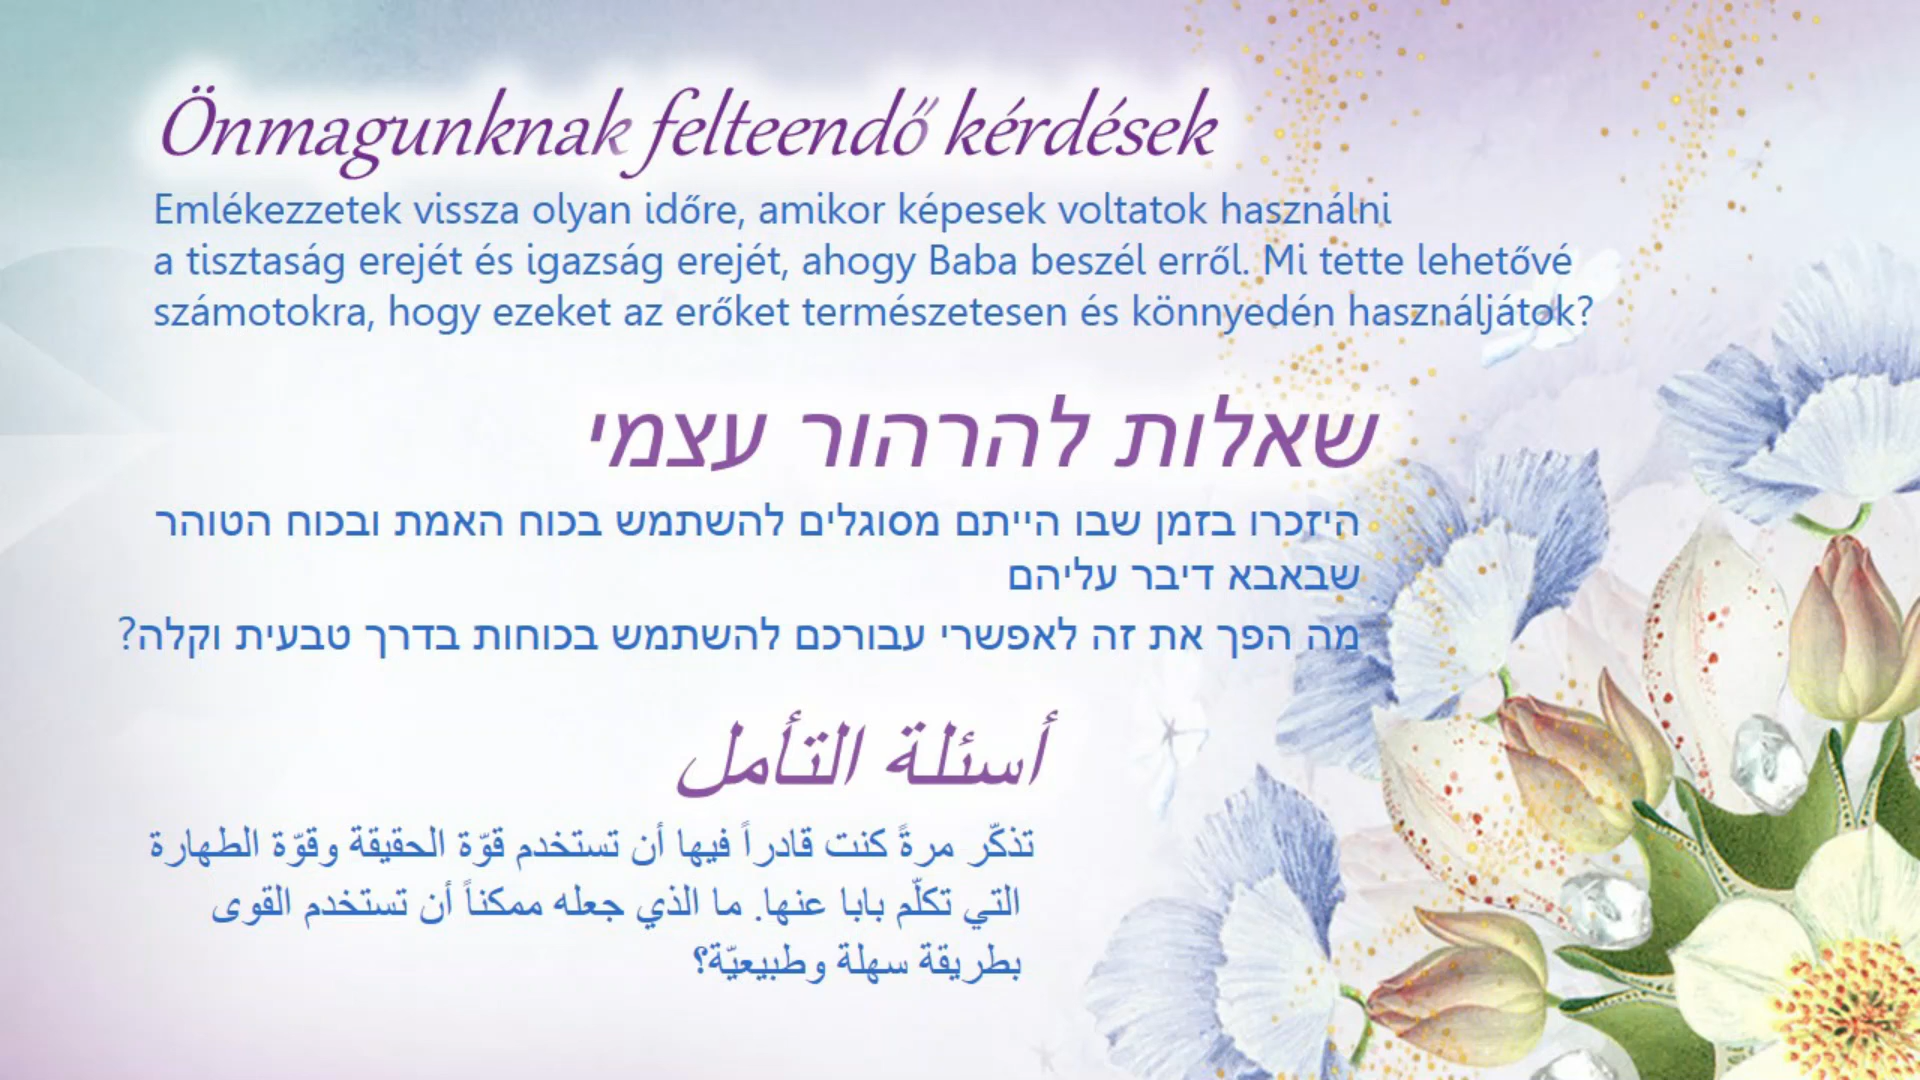 Önmagunknak felteendő kérdések
Emlékezzetek vissza olyan időre, amikor képesek voltatok használni
a tisztaság erejét és igazság erejét, ahogy Baba beszél erről. Mi tette lehetővé
számotokra, hogy ezeket az erőket természetesen és könnyedén használjátok?
שאלות להרהור עצמי
היזכרו בזמן שבו הייתם מסוגלים להשתמש בכוח האמת ובכוח הטוהר
שבאבא דיבר עליהם
מה הפך את זה לאפשרי עבורכם להשתמש בכוחות בדרך טבעית וקלה?
أسئلة التأمل
تذكّر مرةً كنت قادراً فيها أن تستخدم قوّة الحقيقة وقوّة الطهارة
التي تكلّم بابا عنها. ما الذي جعله ممكناً أن تستخدم القوى
بطريقة سهلة وطبيعيّة؟